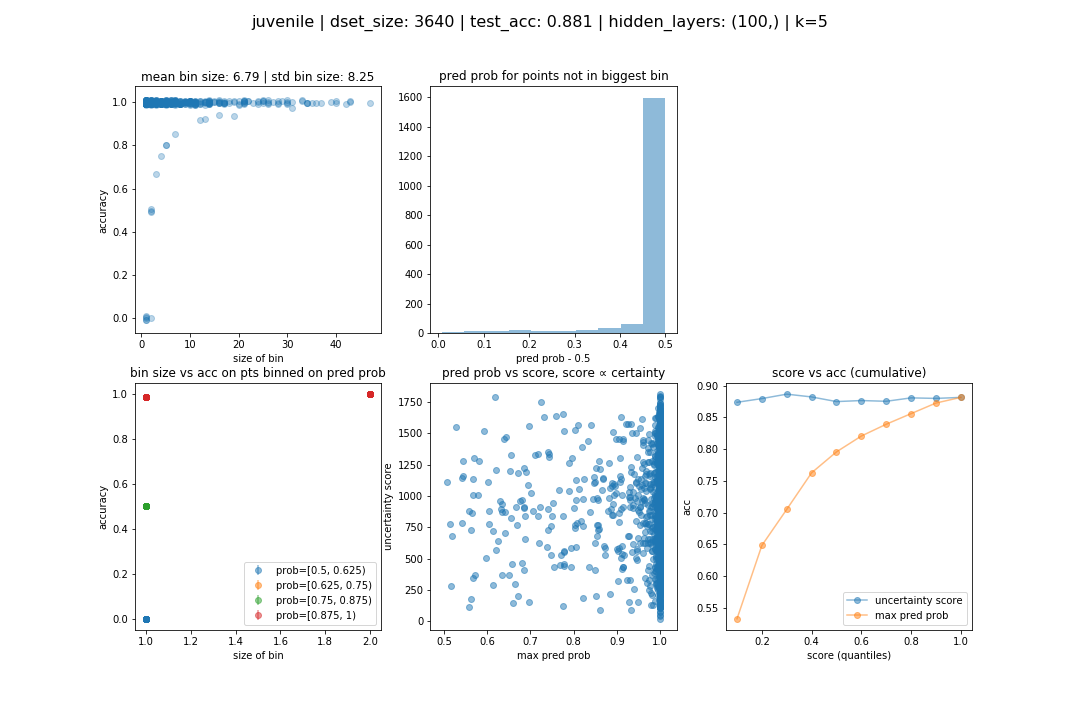 juvenile | dset_size: 3640 | test_acc: 0.881 | hidden_layers: (100,) | k=5
mean bin size: 6.79 | std bin size: 8.25
accuracy
1.0
0.8
0.6
0.4
0.2
0.0
0 10 20 30 40
size of bin
pred prob for points not in biggest bin
1600
1400
1200
1000
800
600
400
200
0
0.0 0.1 0.2 0.3 0.4 0.5
pred prob - 0.5
bin size vs acc on pts binned on pred prob
accuracy
1.0
0.8
0.6
0.4
0.2
0.0
prob=[0.5, 0.625)
prob=[0.625, 0.75)
prob=[0.75, 0.875)
prob=[0.875, 1)
1.0 1.2 1.4 1.6 1.8 2.0
size of bin
pred prob vs score, score ∝ certainty
uncertainty score
1750
1500
1250
1000
750
500
250
0
0.5 0.6 0.7 0.8 0.9 1.0
max pred prob
score vs acc (cumulative)
acc
0.90
0.85
0.80
0.75
0.70
0.65
0.60
0.55
uncertainty score
max pred prob
0.2 0.4 0.6 0.8 1.0
score (quantiles)